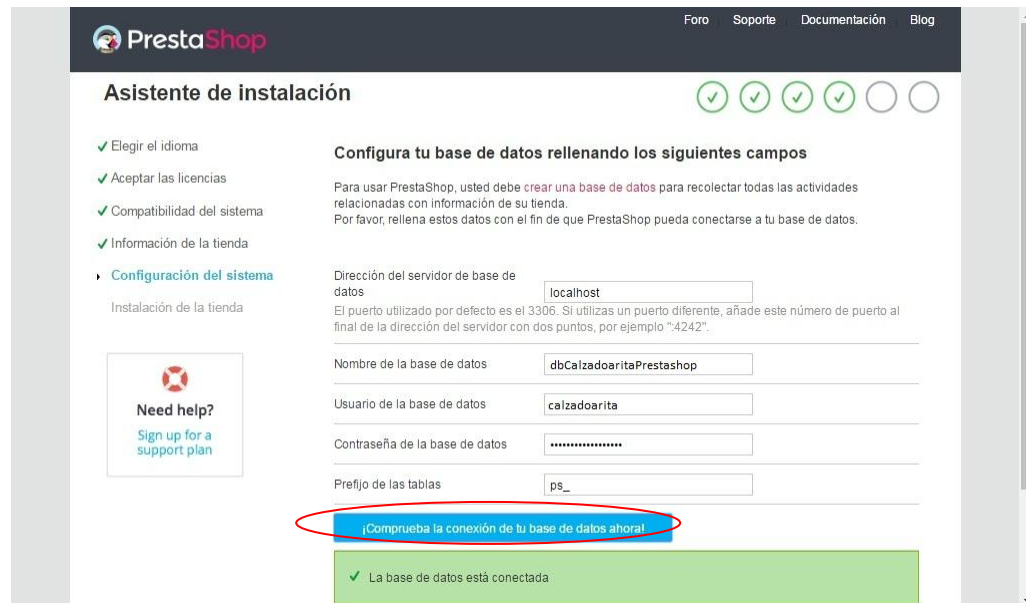 Foro Soporte Documentación Blog
PrestaShop
Asistente de instalación
Elegir el idioma
Aceptar las licencias
Compatibilidad del sistema
Información de la tienda
Configuración del sistema
Instalación de la tienda
Need help?
Sign up for a
support plan
Configura tu base de datos rellenando los siguientes campos
Para usar PrestaShop, usted debe crear una base de datos para recolectar todas las actividades
relacionadas con información de su tienda.
Por favor, rellena estos datos con el fin de que PrestaShop pueda conectarse a tu base de datos.
Dirección del servidor de base de
datos
localhost
El puerto utilizado por defecto es el 3306. Si utilizas un puerto diferente, añade este número de puerto al
final de la dirección del servidor con dos puntos, por ejemplo ":4242".
Nombre de la base de datos dbCalzadoaritaPrestashop
Usuario de la base de datos calzadoarita
Contraseña de la base de datos ••••••••••••••••••
Prefijo de las tablas ps_
¡Comprueba la conexión de tu base de datos ahora!
La base de datos está conectada